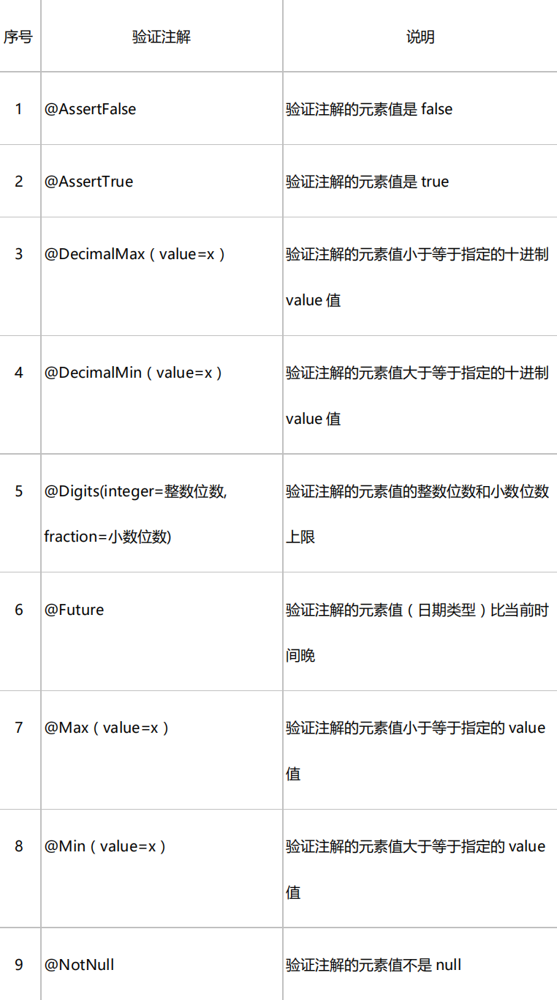 序号 验证注解 说明
1 @AssertFalse 验证注解的元素值是 false
2 @AssertTrue 验证注解的元素值是 true
3 @DecimalMax（value=x） 验证注解的元素值小于等于指定的十进制
value 值
4 @DecimalMin（value=x） 验证注解的元素值大于等于指定的十进制
value 值
5 @Digits(integer=整数位数, 验证注解的元素值的整数位数和小数位数
fraction=小数位数) 上限
6 @Future 验证注解的元素值（日期类型）比当前时
间晚
7 @Max（value=x） 验证注解的元素值小于等于指定的 value
值
8 @Min（value=x） 验证注解的元素值大于等于指定的 value
值
9 @NotNull 验证注解的元素值不是 null